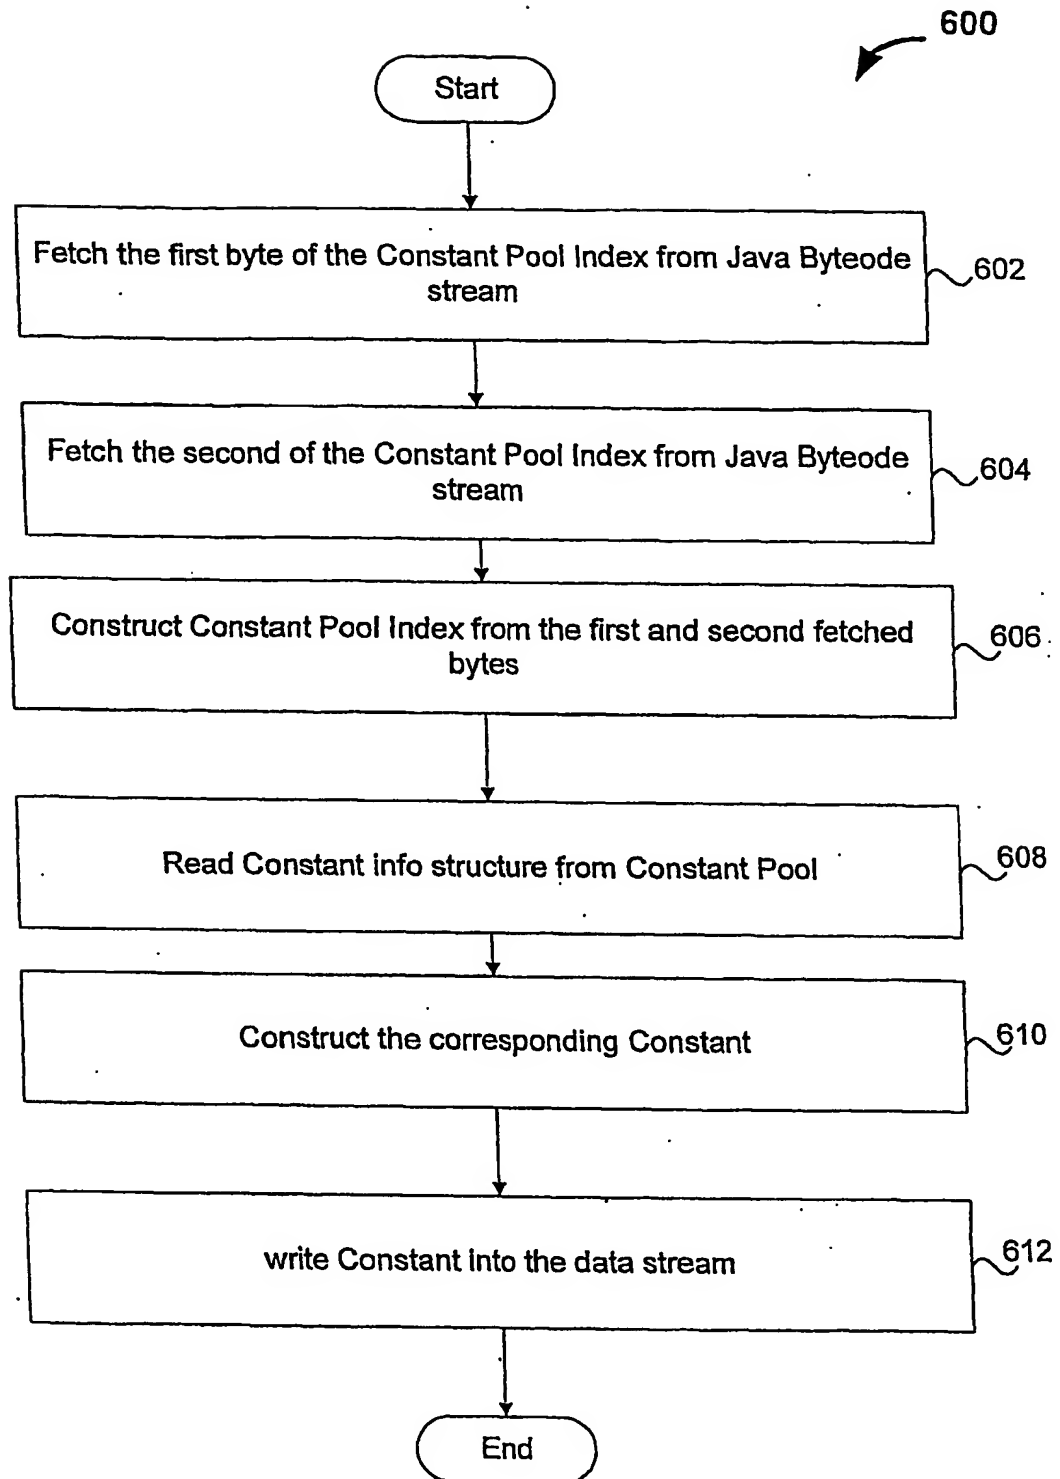 600
Start
Fetch the first byte of the Constant Pool Index from Java Byteode
stream
602
Fetch the second of the Constant Pool Index from Java Byteode
stream
604
Construct Constant Pool Index from the first and second fetched
bytes
606
Read Constant info structure from Constant Pool
608
Construct the corresponding Constant
610
write Constant into the data stream
612
End